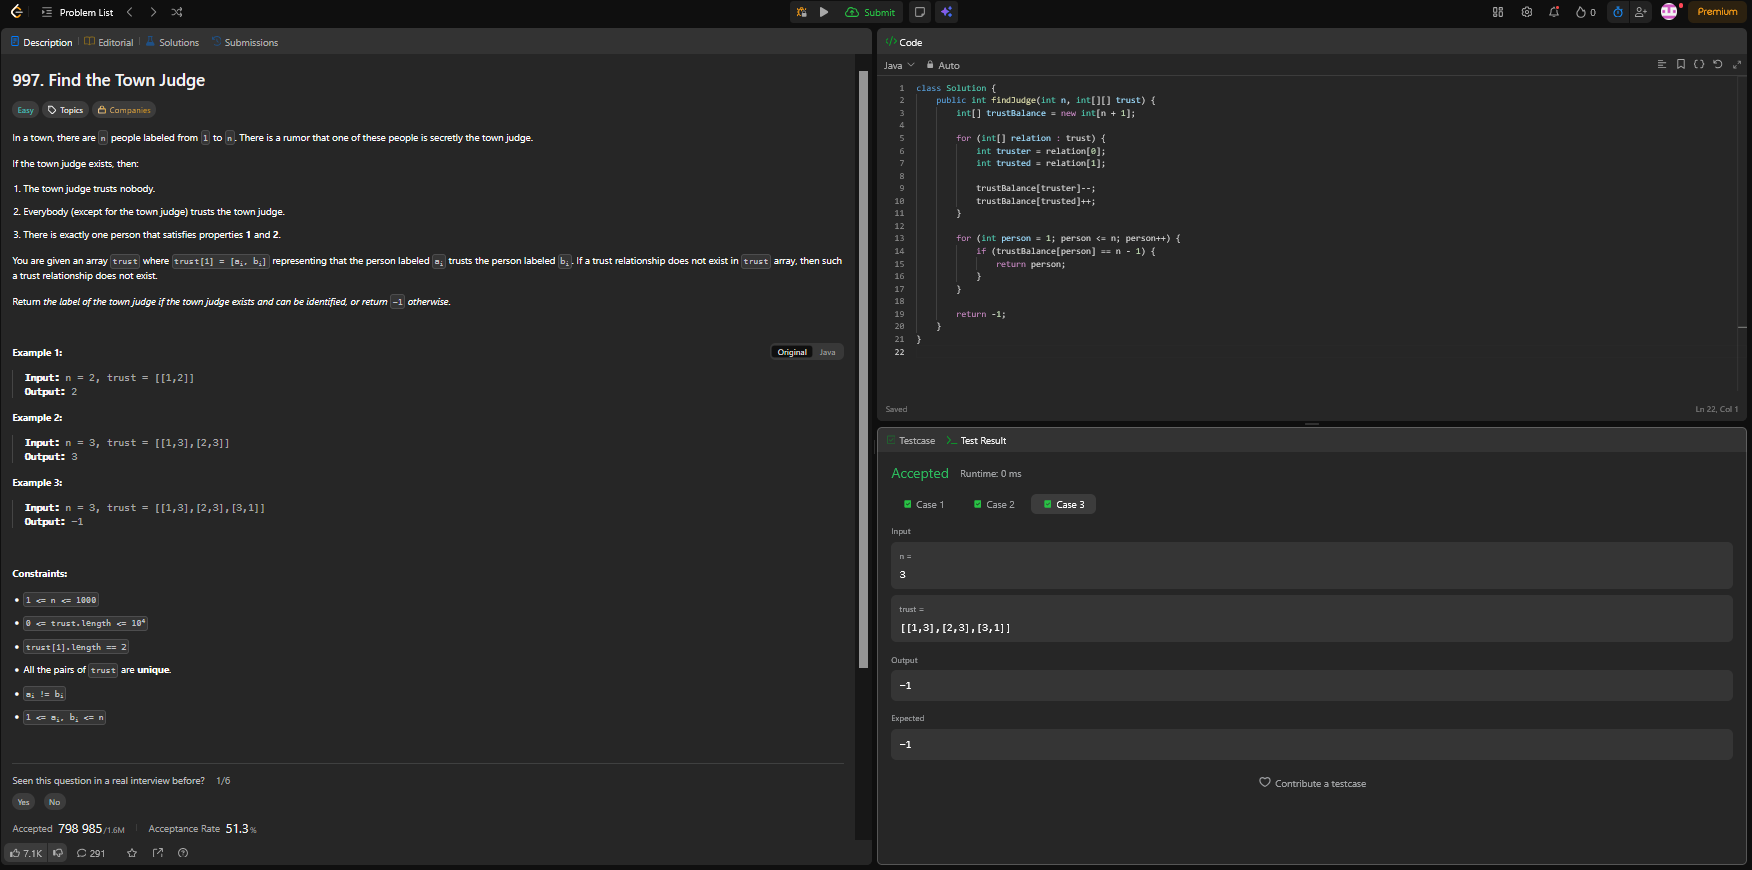 Problem List
Submit
0
Premium
Description
Editorial
Solutions
Submissions
997. Find the Town Judge
Easy
Topics
Companies
In a town, there are n people labeled from 1 to n. There is a rumor that one of these people is secretly the town judge.
If the town judge exists, then:
1. The town judge trusts nobody.
2. Everybody (except for the town judge) trusts the town judge.
3. There is exactly one person that satisfies properties 1 and 2.
You are given an array trust where trust[i] = [ai, bi] representing that the person labeled ai trusts the person labeled bi. If a trust relationship does not exist in trust array, then such
a trust relationship does not exist.
Return the label of the town judge if the town judge exists and can be identified, or return -1 otherwise.
Example 1:
Original
Java
Input: n = 2, trust = [[1,2]]
Output: 2
Example 2:
Input: n = 3, trust = [[1,3],[2,3]]
Output: 3
Example 3:
Input: n = 3, trust = [[1,3],[2,3],[3,1]]
Output: -1
Constraints:
• 1 <= n <= 1000
• 0 <= trust.length <= 10⁴
• trust[i].length == 2
• All the pairs of trust are unique.
• ai != bi
• 1 <= ai, bi <= n
Seen this question in a real interview before? 1/6
Yes
No
Accepted 798 985/1.6M
Acceptance Rate 51.3%
7.1K
291
Code
Java
Auto
1 class Solution {
2 public int findJudge(int n, int[][] trust) {
3 int[] trustBalance = new int[n + 1];
4
5 for (int[] relation : trust) {
6 int truster = relation[0];
7 int trusted = relation[1];
8
9 trustBalance[truster]--;
10 trustBalance[trusted]++;
11 }
12
13 for (int person = 1; person <= n; person++) {
14 if (trustBalance[person] == n - 1) {
15 return person;
16 }
17 }
18
19 return -1;
20 }
21 }
22
Saved
Ln 22, Col 1
Testcase
Test Result
Accepted
Runtime: 0 ms
Case 1
Case 2
Case 3
Input
n =
3
trust =
[[1,3],[2,3],[3,1]]
Output
-1
Expected
-1
Contribute a testcase